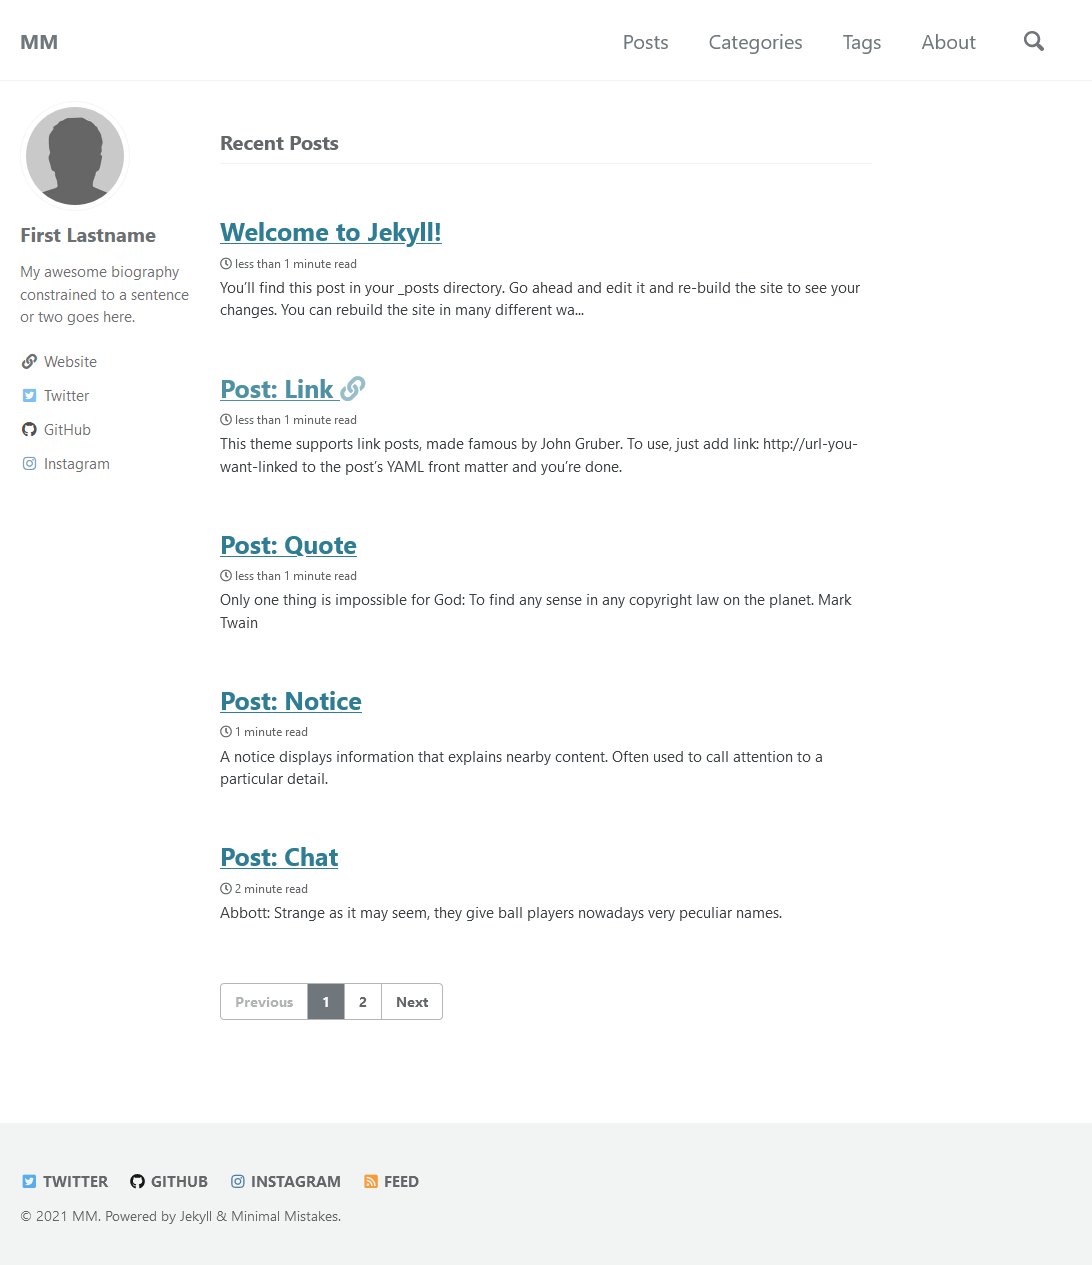 MM
Posts Categories Tags About
First Lastname
My awesome biography
constrained to a sentence
or two goes here.
Website
Twitter
GitHub
Instagram
Recent Posts
Welcome to Jekyll!
less than 1 minute read
You’ll find this post in your _posts directory. Go ahead and edit it and re-build the site to see your
changes. You can rebuild the site in many different wa...
Post: Link
less than 1 minute read
This theme supports link posts, made famous by John Gruber. To use, just add link: http://url-you-
want-linked to the post’s YAML front matter and you’re done.
Post: Quote
less than 1 minute read
Only one thing is impossible for God: To find any sense in any copyright law on the planet. Mark
Twain
Post: Notice
1 minute read
A notice displays information that explains nearby content. Often used to call attention to a
particular detail.
Post: Chat
2 minute read
Abbott: Strange as it may seem, they give ball players nowadays very peculiar names.
Previous 1 2 Next
TWITTER GITHUB INSTAGRAM FEED
© 2021 MM. Powered by Jekyll & Minimal Mistakes.